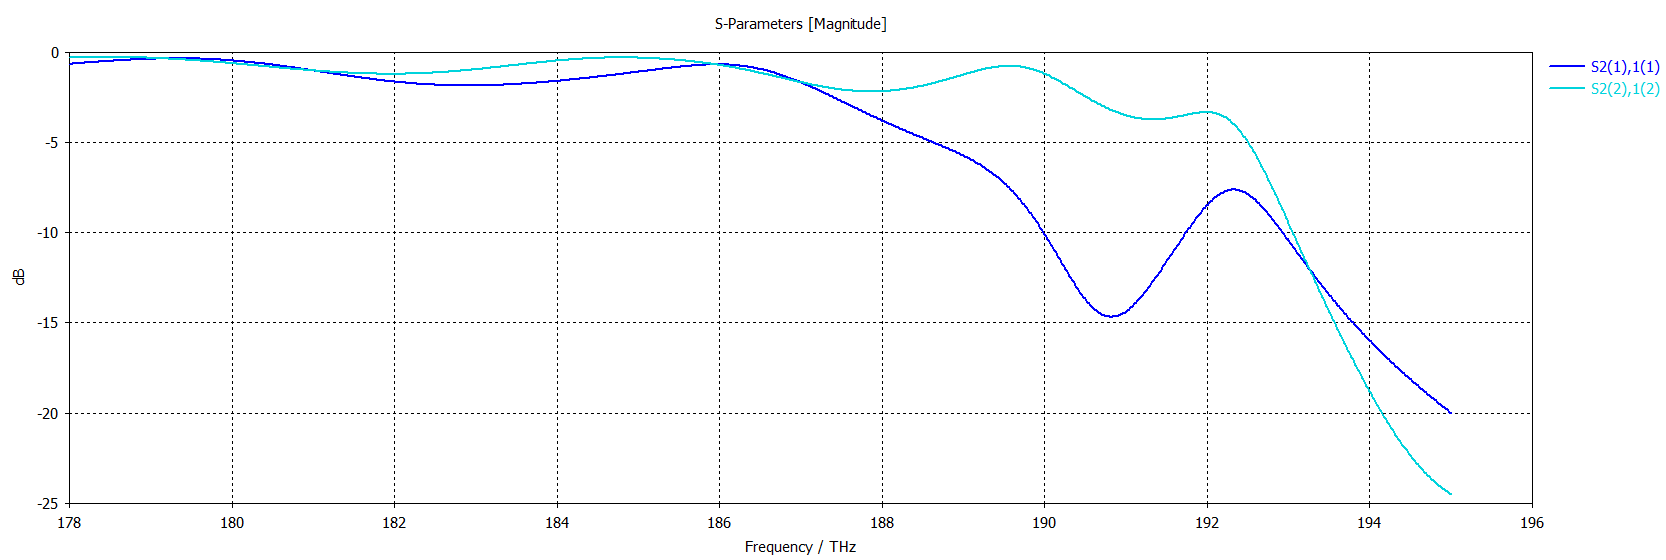 S-Parameters [Magnitude]
S2(1),1(1)
S2(2),1(2)
0
-5
-10
-15
-20
-25
dB
178 180 182 184 186 188 190 192 194 196
Frequency / THz